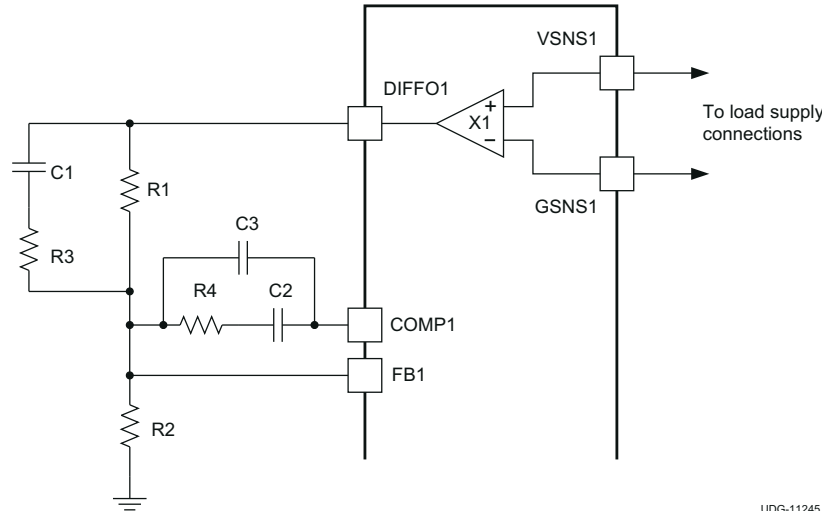 VSNS1
DIFFO1
+
X1
−
To load supply
connections
C1
R1
GSNS1
C3
R3
R4
C2
COMP1
FB1
R2
UDG-11245